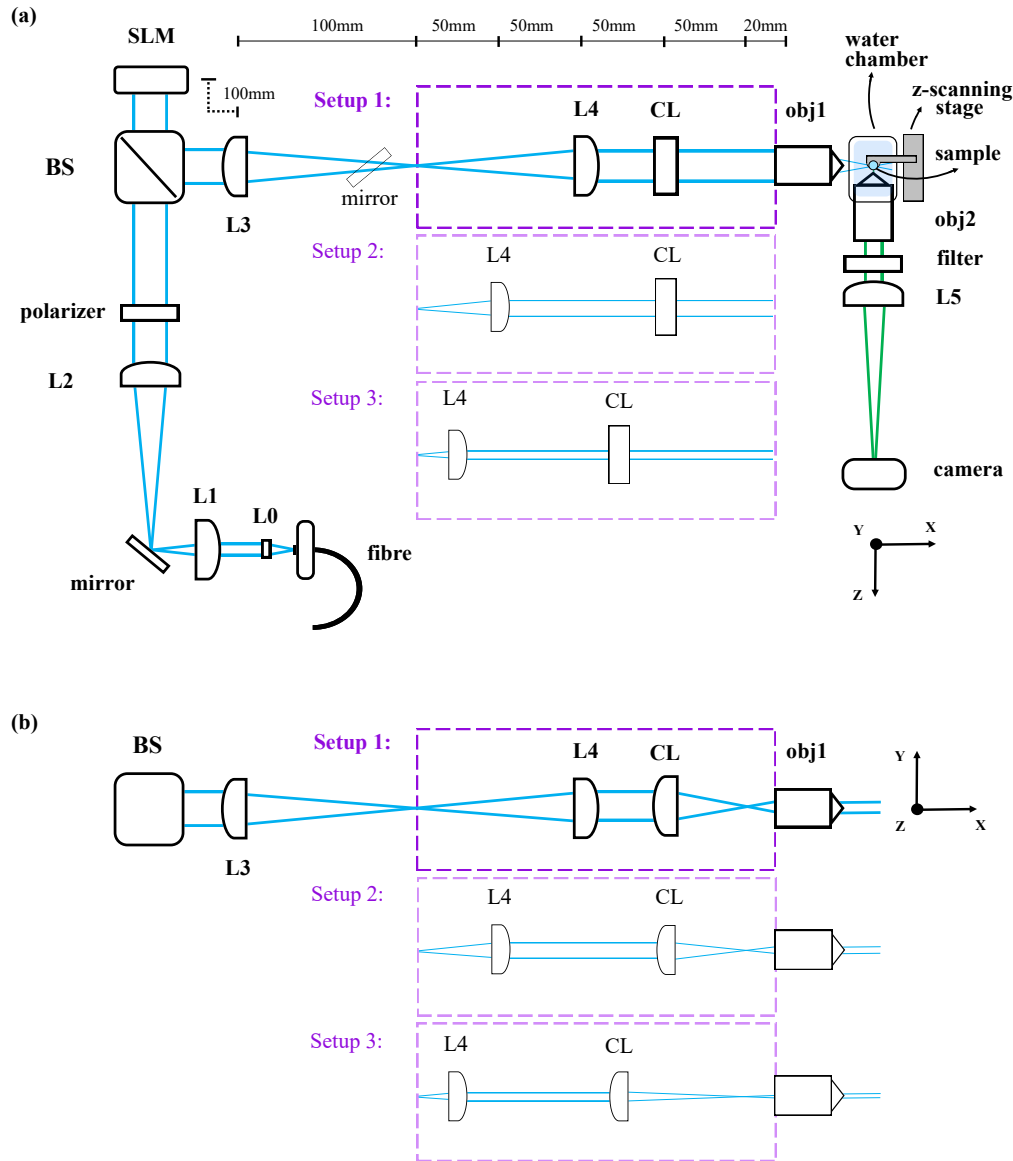 (a)
SLM
100mm
50mm
50mm
50mm
50mm
20mm
100mm
Setup 1:
L4
CL
obj1
water
chamber
z-scanning
stage
BS
sample
mirror
L3
obj2
Setup 2:
L4
CL
filter
L5
polarizer
L2
Setup 3:
L4
CL
camera
L1
L0
fibre
mirror
Y
X
Z
(b)
BS
Setup 1:
L4
CL
obj1
Y
Z
X
L3
Setup 2:
L4
CL
Setup 3:
L4
CL